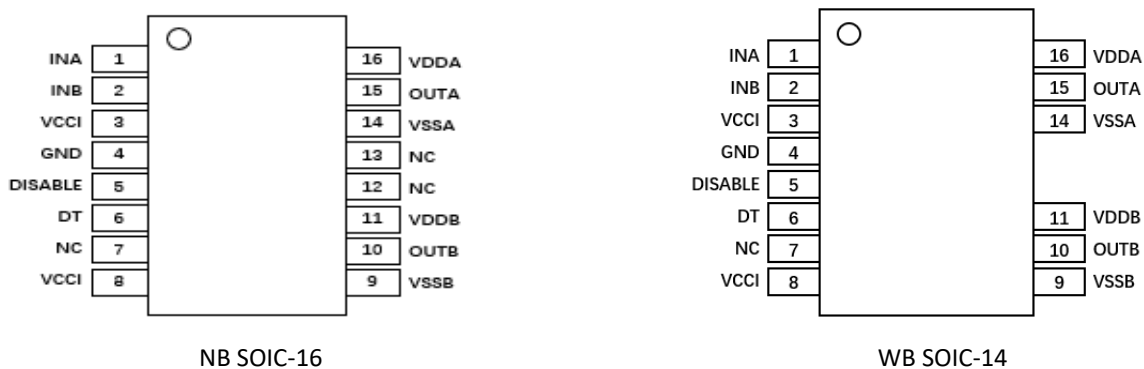 INA 1 16 VDDA
INB 2 15 OUTA
VCCI 3 14 VSSA
GND 4 13 NC
DISABLE 5 12 NC
DT 6 11 VDDB
NC 7 10 OUTB
VCCI 8 9 VSSB
NB SOIC-16
INA 1 16 VDDA
INB 2 15 OUTA
VCCI 3 14 VSSA
GND 4
DISABLE 5
DT 6 11 VDDB
NC 7 10 OUTB
VCCI 8 9 VSSB
WB SOIC-14